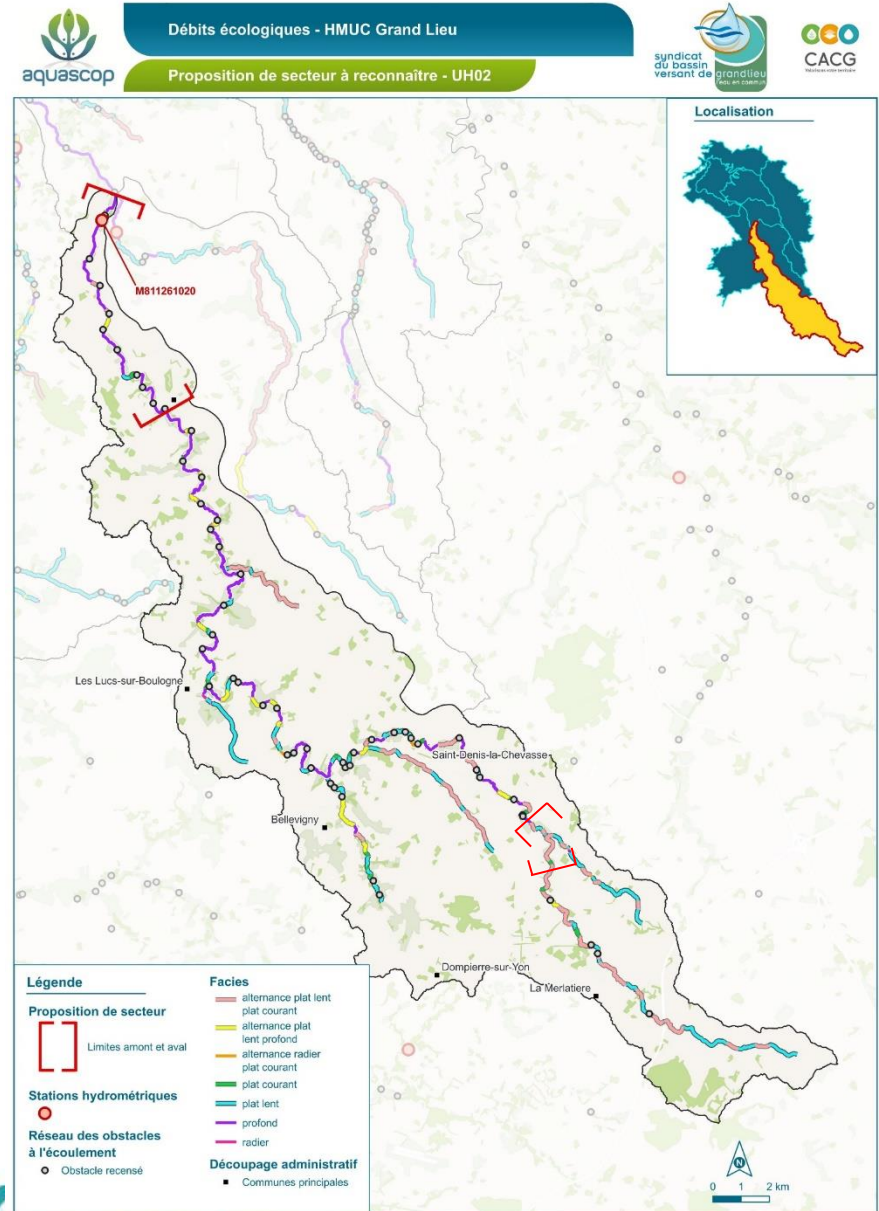 aquascop
Débits écologiques - HMUC Grand Lieu
Proposition de secteur à reconnaître - UH02
syndicat
du bassin
versant de grandlieu
l'eau en commun
CACG
Localisation
M811261020
Les Lucs-sur-Boulogne
Saint-Denis-la-Chevasse
Bellevigny
Dompierre-sur-Yon
La Merlatiere
Légende
Proposition de secteur
Limites amont et aval
Stations hydrométriques
Réseau des obstacles
à l'écoulement
Obstacle recensé
Facies
alternance plat lent
plat courant
alternance plat
lent profond
alternance radier
plat courant
plat courant
plat lent
profond
radier
Découpage administratif
Communes principales
N
0 1 2 km